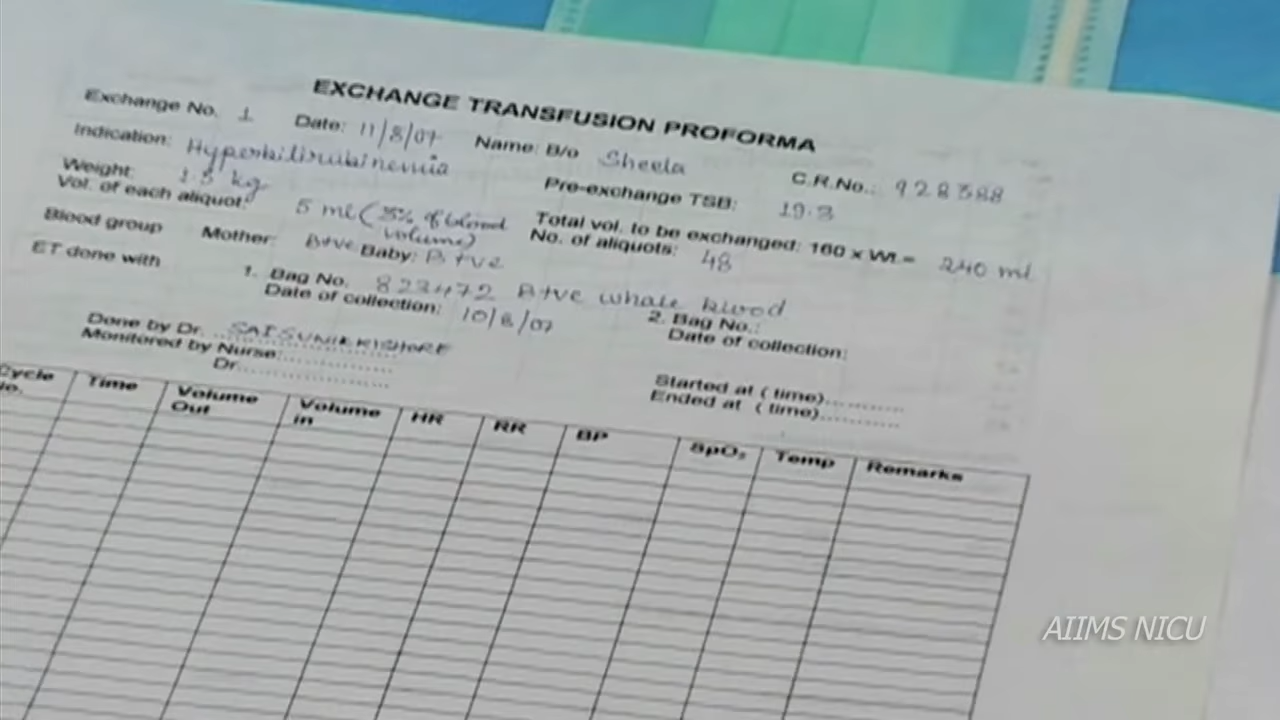 EXCHANGE TRANSFUSION PROFORMA
Exchange No. 1 Date: 11/8/07 Name: B/o Sheela C.R.No.: 928388
Indication: Hyperbilirubinemia Pre-exchange TSB: 19.3
Weight: 1.5 kg Total vol. to be exchanged: 160 x Wt.= 240 ml
Vol. of each aliquot: 5 ml (5% of blood volume) No. of aliquots: 48
Blood group Mother: B+ve Baby: B+ve
ET done with 1. Bag No. 823472 B+ve whole blood 2. Bag No.:
Date of collection: 10/8/07 Date of collection:
Done by Dr. SAI SUNIL KISHORE Started at ( time)...........
Monitored by Nurse:............... Ended at ( time)...........
Dr.....................
Cycle No. Time Volume Out Volume in HR RR BP SpO₂ Temp Remarks
AIIMS NICU